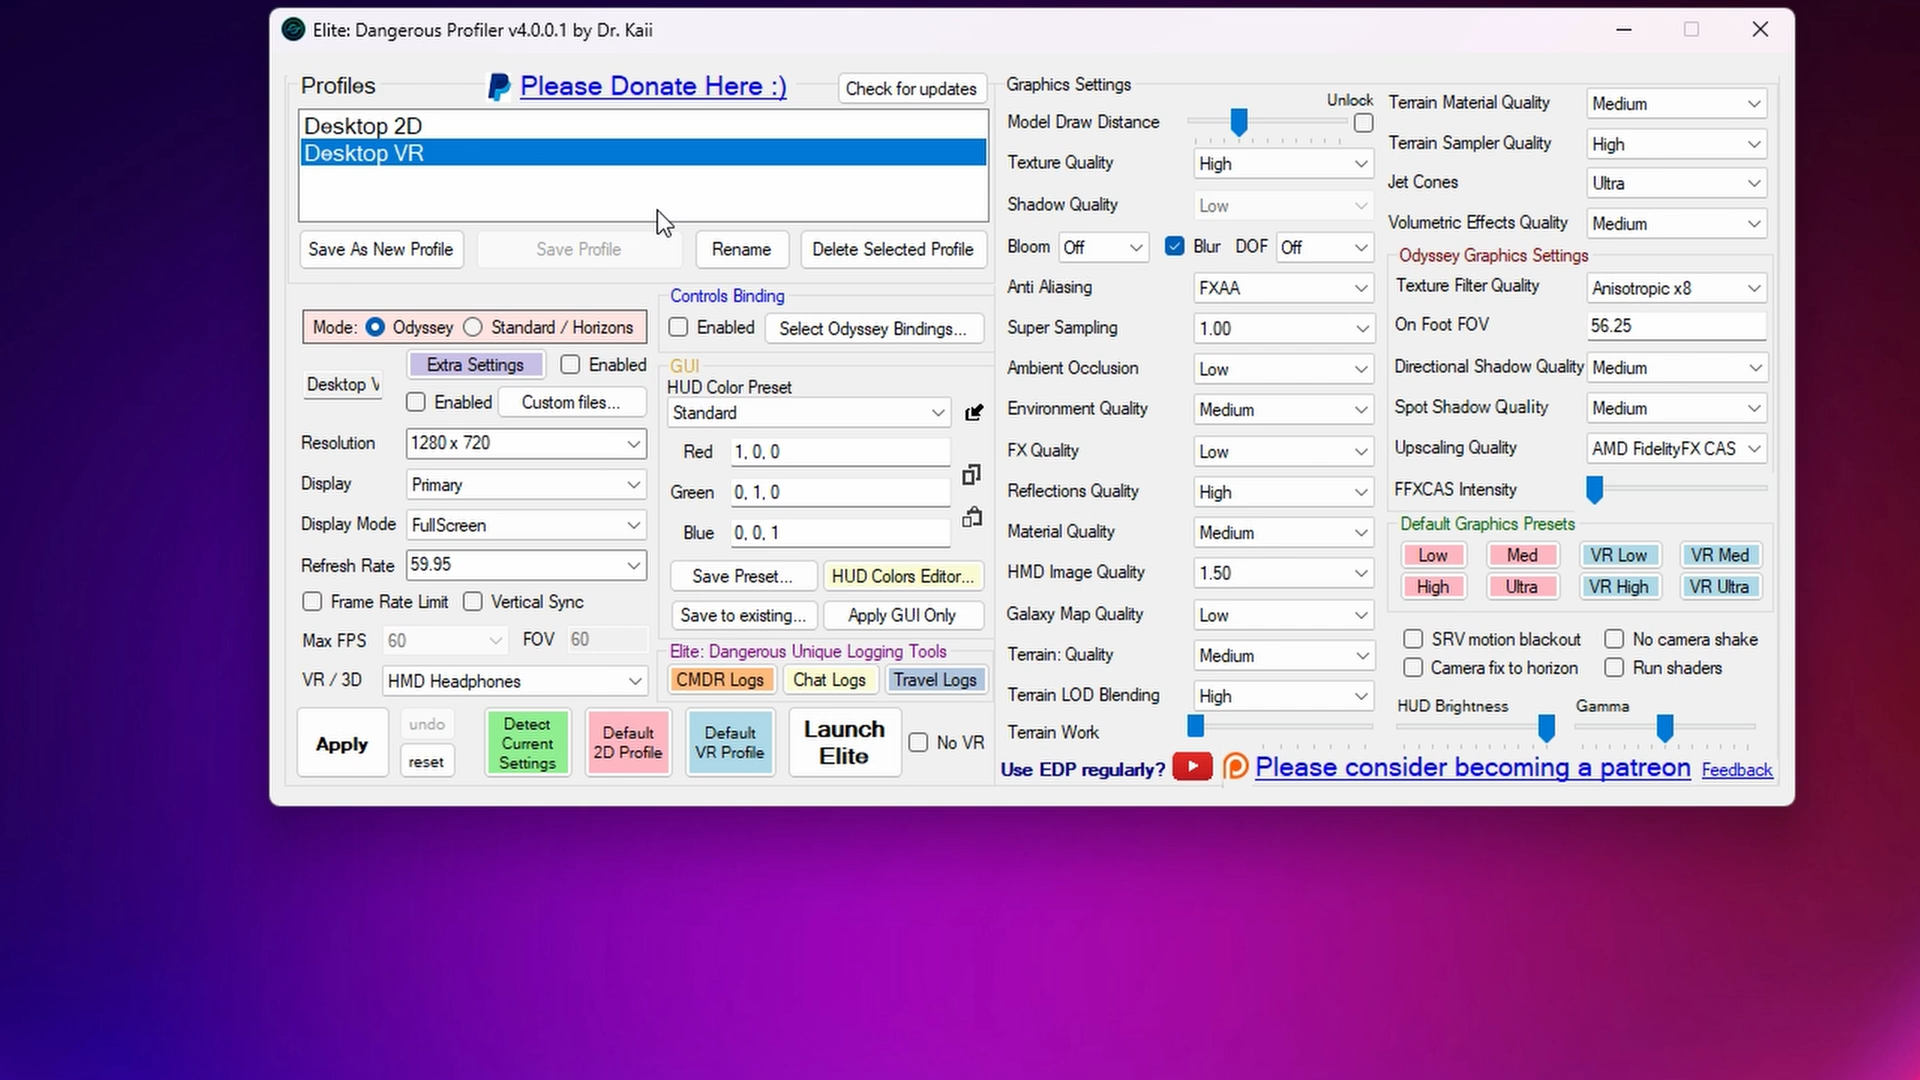 Elite: Dangerous Profiler v4.0.0.1 by Dr. Kaii
Profiles
Please Donate Here :)
Check for updates
Desktop 2D
Desktop VR
Save As New Profile
Save Profile
Rename
Delete Selected Profile
Mode: Odyssey Standard / Horizons
Extra Settings
Enabled
Desktop V
Enabled
Custom files...
Resolution
1280 x 720
Display
Primary
Display Mode
FullScreen
Refresh Rate
59.95
Frame Rate Limit
Vertical Sync
Max FPS
60
FOV
60
VR / 3D
HMD Headphones
Controls Binding
Enabled
Select Odyssey Bindings...
GUI
HUD Color Preset
Standard
Red
1, 0, 0
Green
0, 1, 0
Blue
0, 0, 1
Save Preset...
HUD Colors Editor...
Save to existing...
Apply GUI Only
Elite: Dangerous Unique Logging Tools
CMDR Logs
Chat Logs
Travel Logs
Apply
undo
reset
Detect
Current
Settings
Default
2D Profile
Default
VR Profile
Launch
Elite
No VR
Graphics Settings
Unlock
Model Draw Distance
Texture Quality
High
Shadow Quality
Low
Bloom
Off
Blur
DOF
Off
Anti Aliasing
FXAA
Super Sampling
1.00
Ambient Occlusion
Low
Environment Quality
Medium
FX Quality
Low
Reflections Quality
High
Material Quality
Medium
HMD Image Quality
1.50
Galaxy Map Quality
Low
Terrain: Quality
Medium
Terrain LOD Blending
High
Terrain Work
Terrain Material Quality
Medium
Terrain Sampler Quality
High
Jet Cones
Ultra
Volumetric Effects Quality
Medium
Odyssey Graphics Settings
Texture Filter Quality
Anisotropic x8
On Foot FOV
56.25
Directional Shadow Quality
Medium
Spot Shadow Quality
Medium
Upscaling Quality
AMD FidelityFX CAS
FFXCAS Intensity
Default Graphics Presets
Low
Med
VR Low
VR Med
High
Ultra
VR High
VR Ultra
SRV motion blackout
No camera shake
Camera fix to horizon
Run shaders
HUD Brightness
Gamma
Use EDP regularly?
Please consider becoming a patreon
Feedback